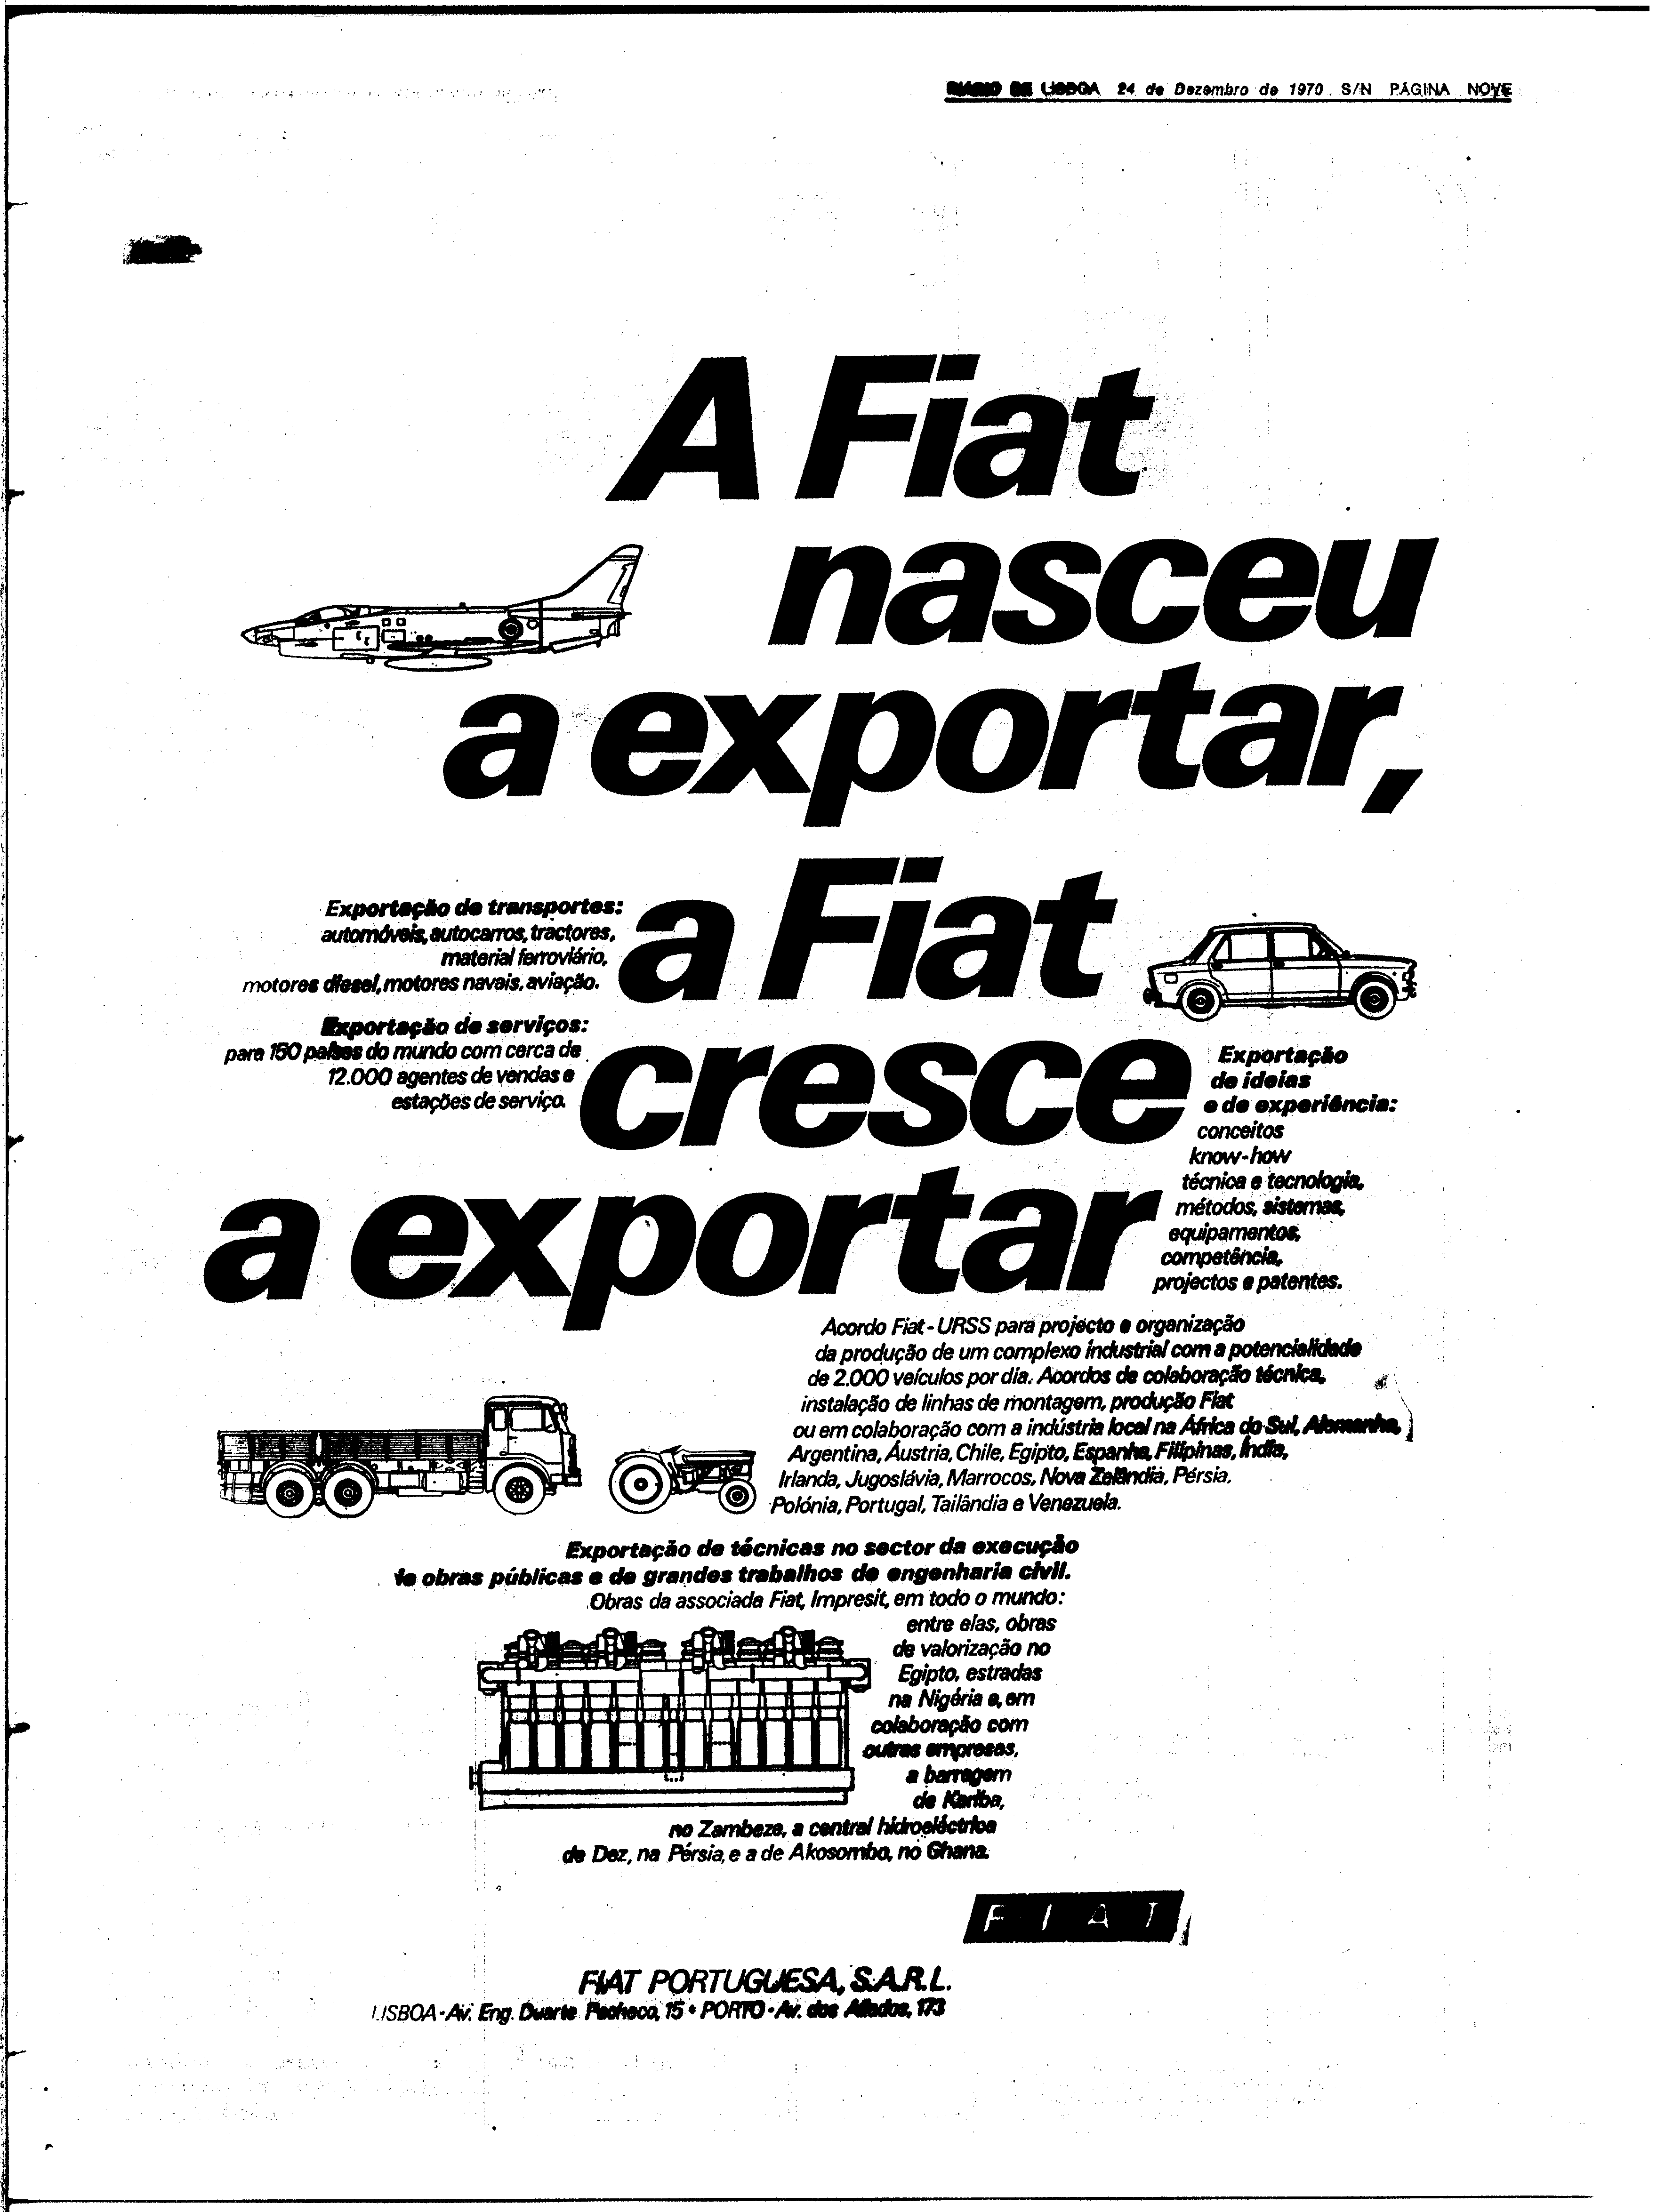 DIÁRIO DE LISBOA 24 de Dezembro de 1970 S/N PÁGINA NOVE
A Fiat
nasceu
a exportar,
a Fiat
cresce
a exportar
Exportação de transportes:
automóveis, autocarros, tractores,
material ferroviário,
motores diesel, motores navais, aviação.
Exportação de serviços:
para 150 países do mundo com cerca de
12.000 agentes de vendas e
estações de serviço.
Exportação
de ideias
e de experiência:
conceitos
know-how
técnica e tecnologia,
métodos, sistemas,
equipamentos,
competência,
projectos e patentes.
Acordo Fiat-URSS para projecto e organização
da produção de um complexo industrial com a potencialidade
de 2.000 veículos por dia. Acordos de colaboração técnica,
instalação de linhas de montagem, produção Fiat
ou em colaboração com a indústria local na África do Sul, Alemanha,
Argentina, Áustria, Chile, Egipto, Espanha, Filipinas, Índia,
Irlanda, Jugoslávia, Marrocos, Nova Zelândia, Pérsia,
Polónia, Portugal, Tailândia e Venezuela.
Exportação de técnicas no sector da execução
de obras públicas e de grandes trabalhos de engenharia civil.
Obras da associada Fiat, Impresit, em todo o mundo:
entre elas, obras
de valorização no
Egipto, estradas
na Nigéria e, em
colaboração com
outras empresas,
a barragem
de Kariba,
no Zambeze, a central hidroeléctrica
de Dez, na Pérsia, e a de Akosombo, no Ghana.
FIAT
FIAT PORTUGUESA, S.A.R.L.
LISBOA - Av. Eng. Duarte Pacheco, 15 • PORTO - Av. dos Aliados, 173